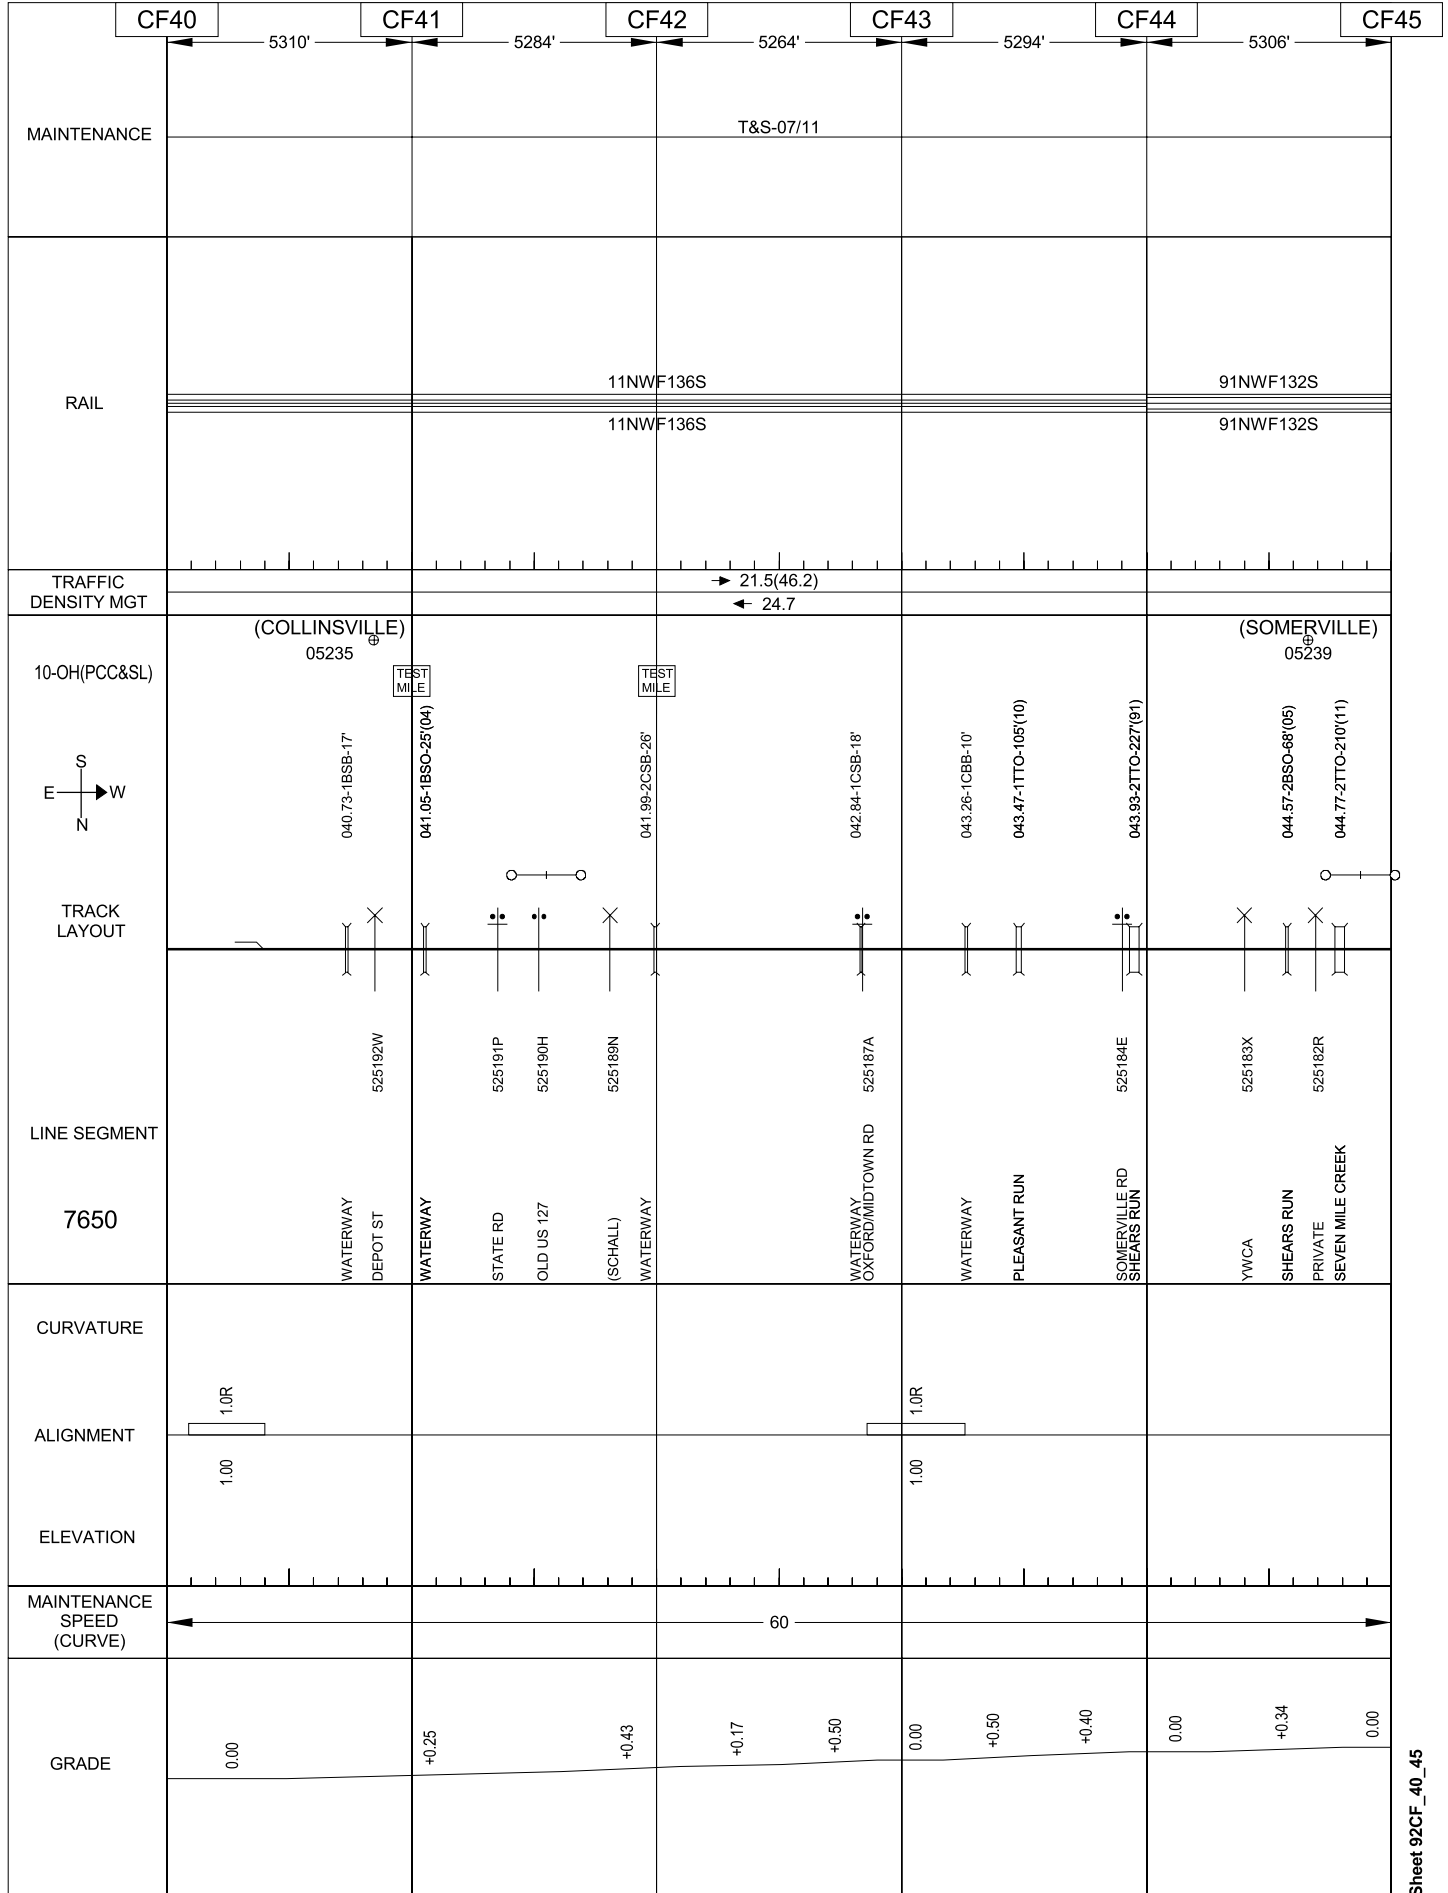 CF40 CF41 CF42 CF43 CF44 CF45
5310' 5284' 5264' 5294' 5306'
MAINTENANCE
T&S-07/11
RAIL
11NWF136S 91NWF132S
11NWF136S 91NWF132S
TRAFFIC
DENSITY MGT
21.5(46.2)
24.7
(COLLINSVILLE) (SOMERVILLE)
05235 05239
10-OH(PCC&SL)
TEST
MILE
TEST
MILE
S
E W
N
040.73-1BSB-17'
041.05-1BSO-25'(04)
041.99-2CSB-26'
042.84-1CSB-18'
043.26-1CBB-10'
043.47-1TTO-105'(10)
043.93-2TTO-227'(91)
044.57-2BSO-68'(05)
044.77-2TTO-210'(11)
TRACK
LAYOUT
525192W
525191P
525190H
525189N
525187A
525184E
525183X
525182R
LINE SEGMENT
7650
WATERWAY
DEPOT ST
WATERWAY
STATE RD
OLD US 127
(SCHALL)
WATERWAY
WATERWAY
OXFORD/MIDTOWN RD
WATERWAY
PLEASANT RUN
SOMERVILLE RD
SHEARS RUN
YWCA
SHEARS RUN
PRIVATE
SEVEN MILE CREEK
CURVATURE
1.0R 1.0R
ALIGNMENT
1.00 1.00
ELEVATION
MAINTENANCE
SPEED
(CURVE)
60
GRADE
0.00
+0.25
+0.43
+0.17
+0.50
0.00
+0.50
+0.40
0.00
+0.34
0.00
Sheet 92CF_40_45